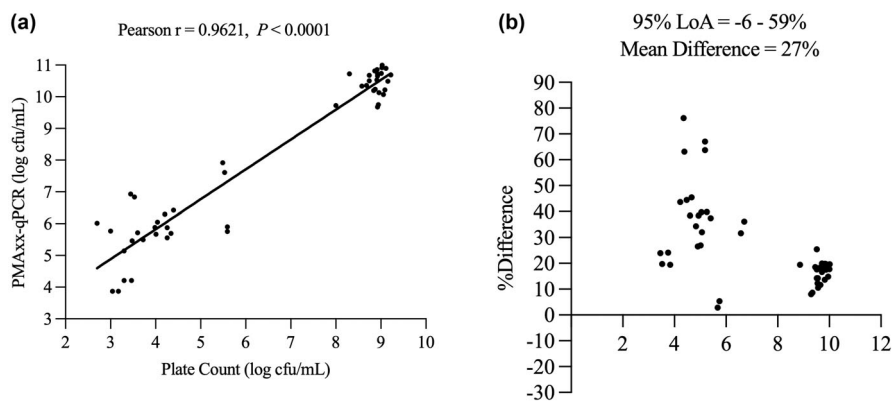 (a)
Pearson r = 0.9621, P < 0.0001
11
10
9
8
7
6
5
4
3
PMAxx-qPCR (log cfu/mL)
2 3 4 5 6 7 8 9 10
Plate Count (log cfu/mL)
(b)
95% LoA = -6 - 59%
Mean Difference = 27%
90
80
70
60
50
40
30
20
10
0
-10
-20
-30
%Difference
2 4 6 8 10 12